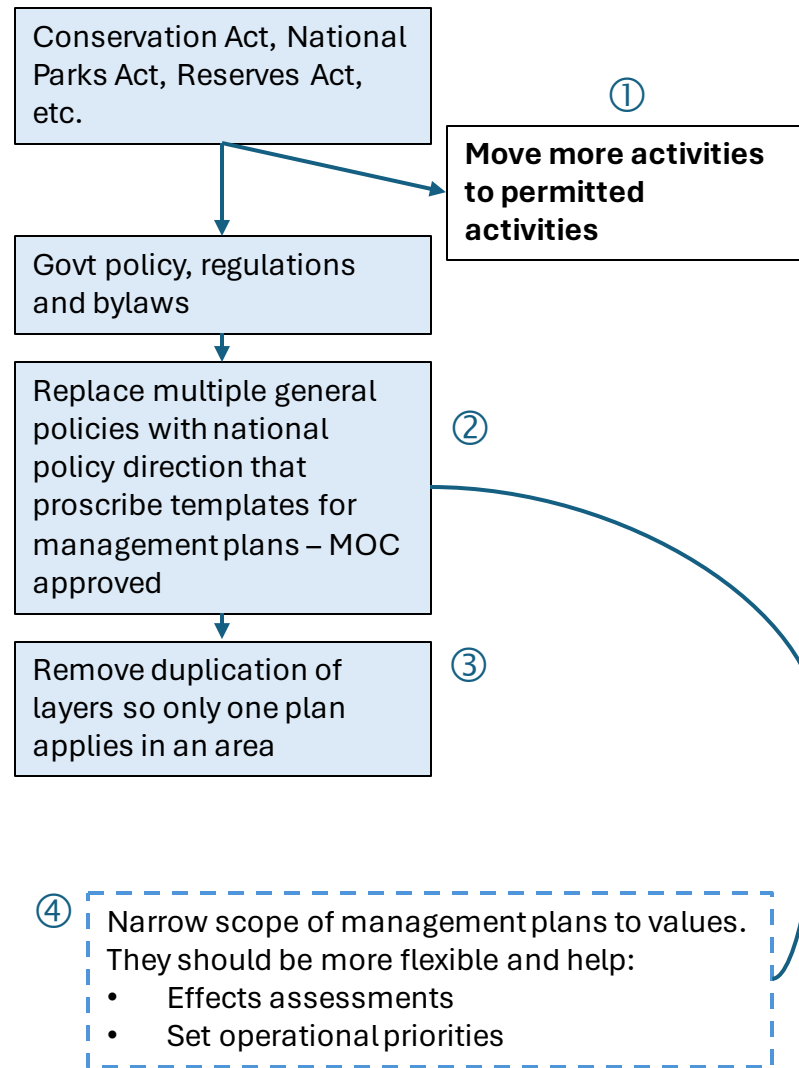 Conservation Act, National
Parks Act, Reserves Act,
etc.
①
Move more activities
to permitted
activities
Govt policy, regulations
and bylaws
Replace multiple general
policies with national
policy direction that
proscribe templates for
management plans – MOC
approved
②
Remove duplication of
layers so only one plan
applies in an area
③
④
Narrow scope of management plans to values.
They should be more flexible and help:
• Effects assessments
• Set operational priorities